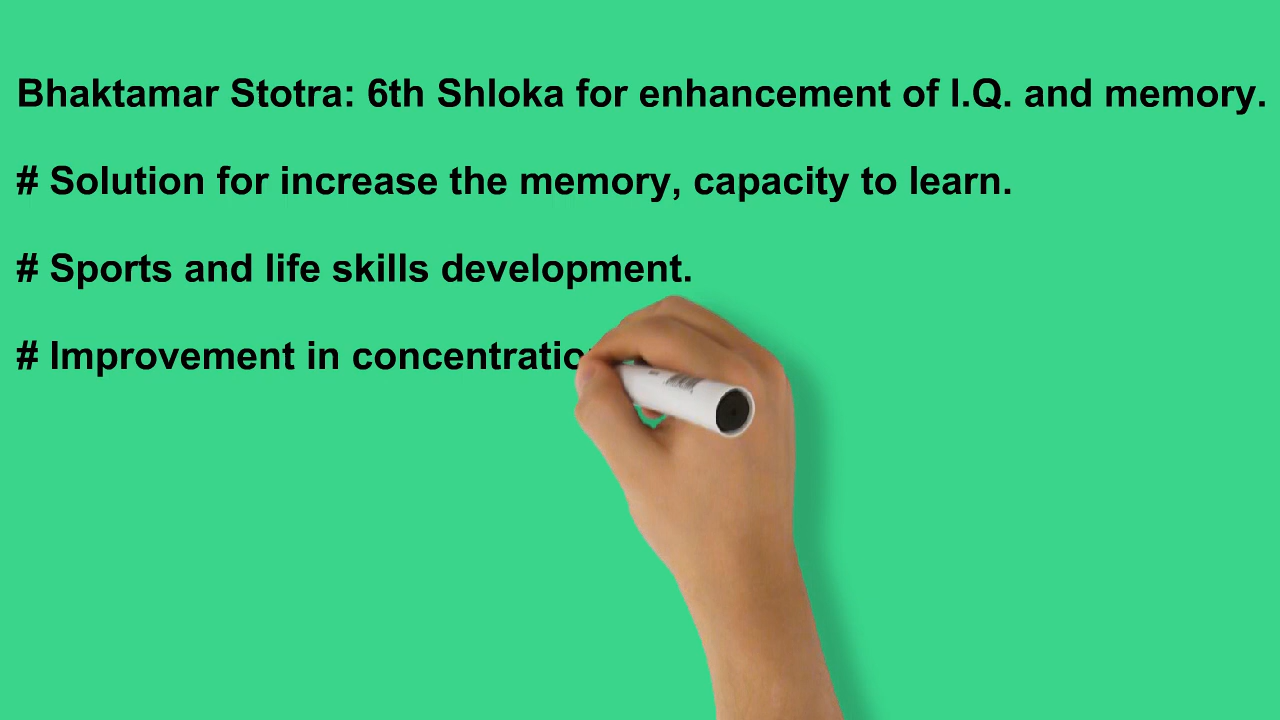 Bhaktamar Stotra: 6th Shloka for enhancement of I.Q. and memory.
# Solution for increase the memory, capacity to learn.
# Sports and life skills development.
# Improvement in concentratio